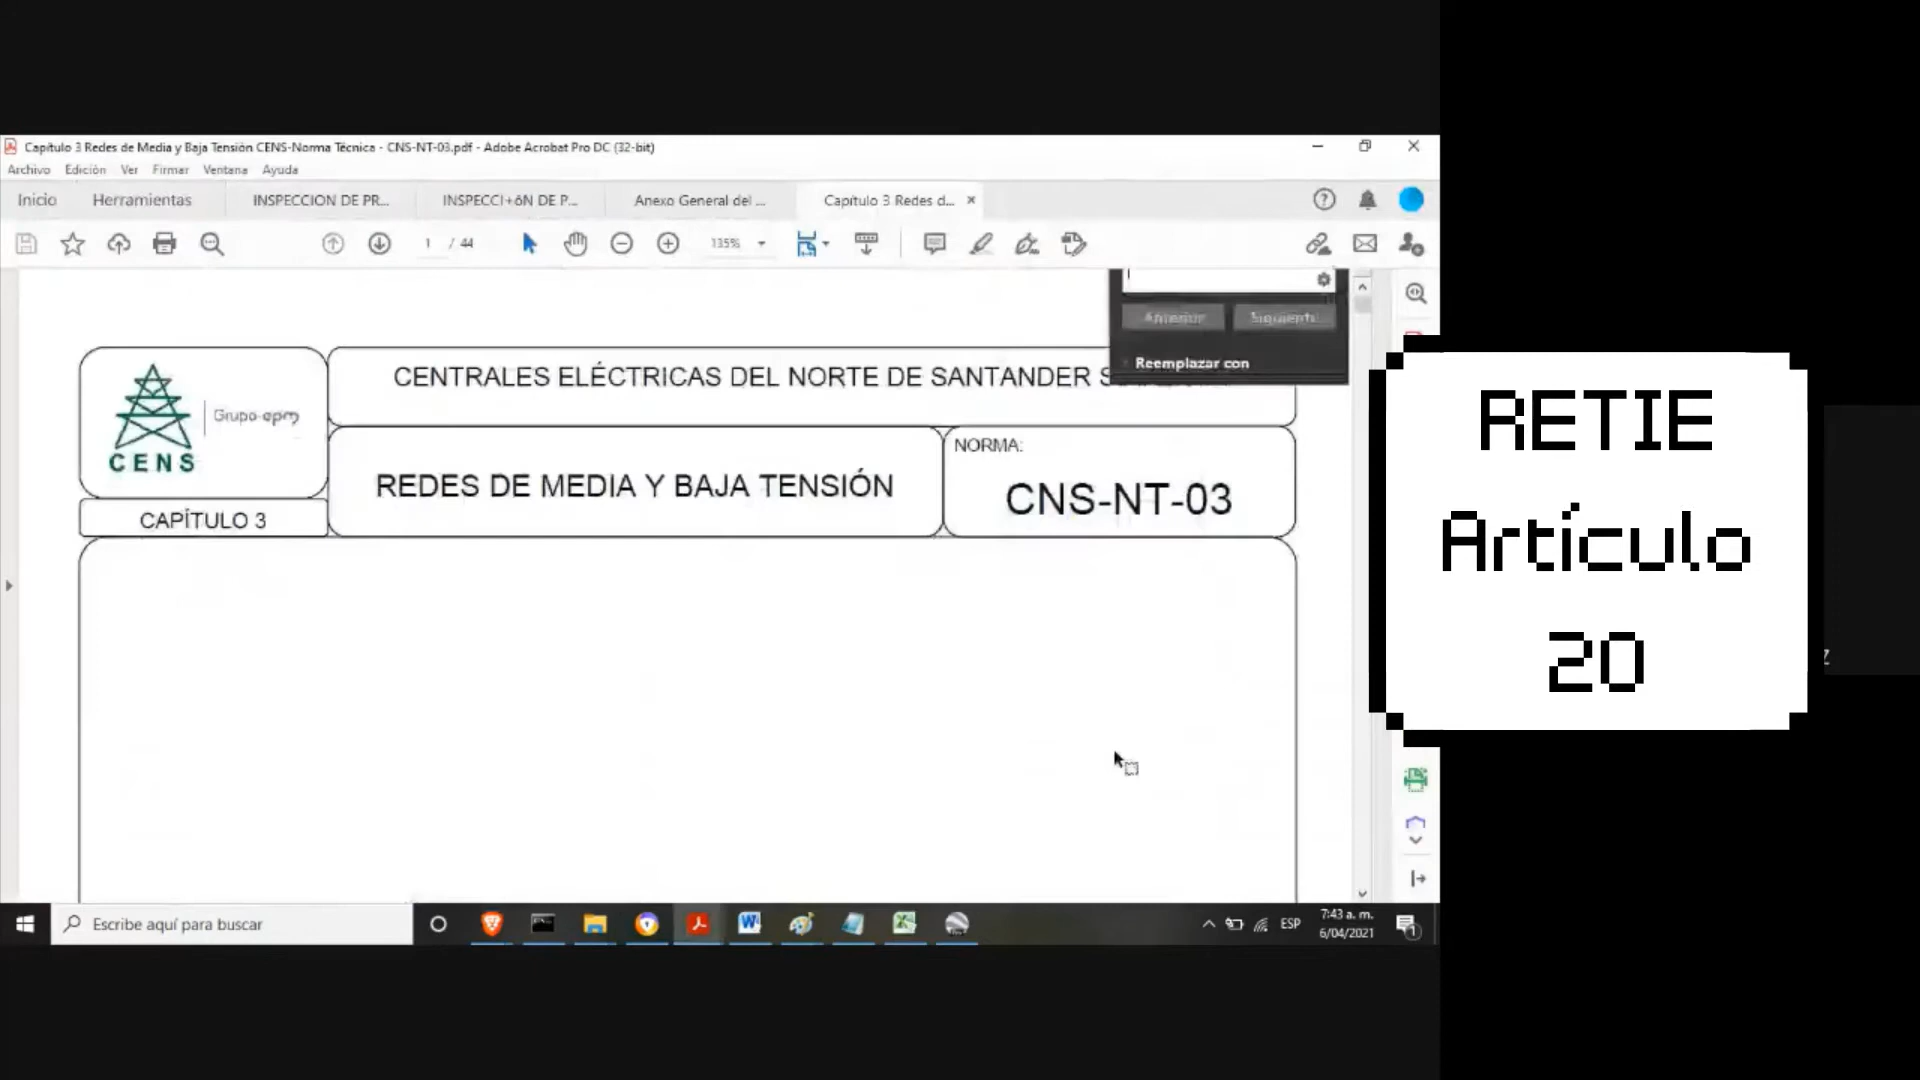 Capítulo 3 Redes de Media y Baja Tensión CENS-Norma Técnica - CNS-NT-03.pdf - Adobe Acrobat Pro DC (32-bit)
Archivo Edición Ver Firmar Ventana Ayuda
Inicio Herramientas INSPECCION DE PR... INSPECCI+óN DE P... Anexo General del ... Capítulo 3 Redes d...
1 / 44 135%
Anterior Siguiente
Reemplazar con
CENTRALES ELÉCTRICAS DEL NORTE DE SANTANDER
Grupo·epm
CENS
CAPÍTULO 3
REDES DE MEDIA Y BAJA TENSIÓN
NORMA:
CNS-NT-03
RETIE
Artículo
20
Z
Escribe aquí para buscar
ESP
7:43 a. m.
6/04/2021
1